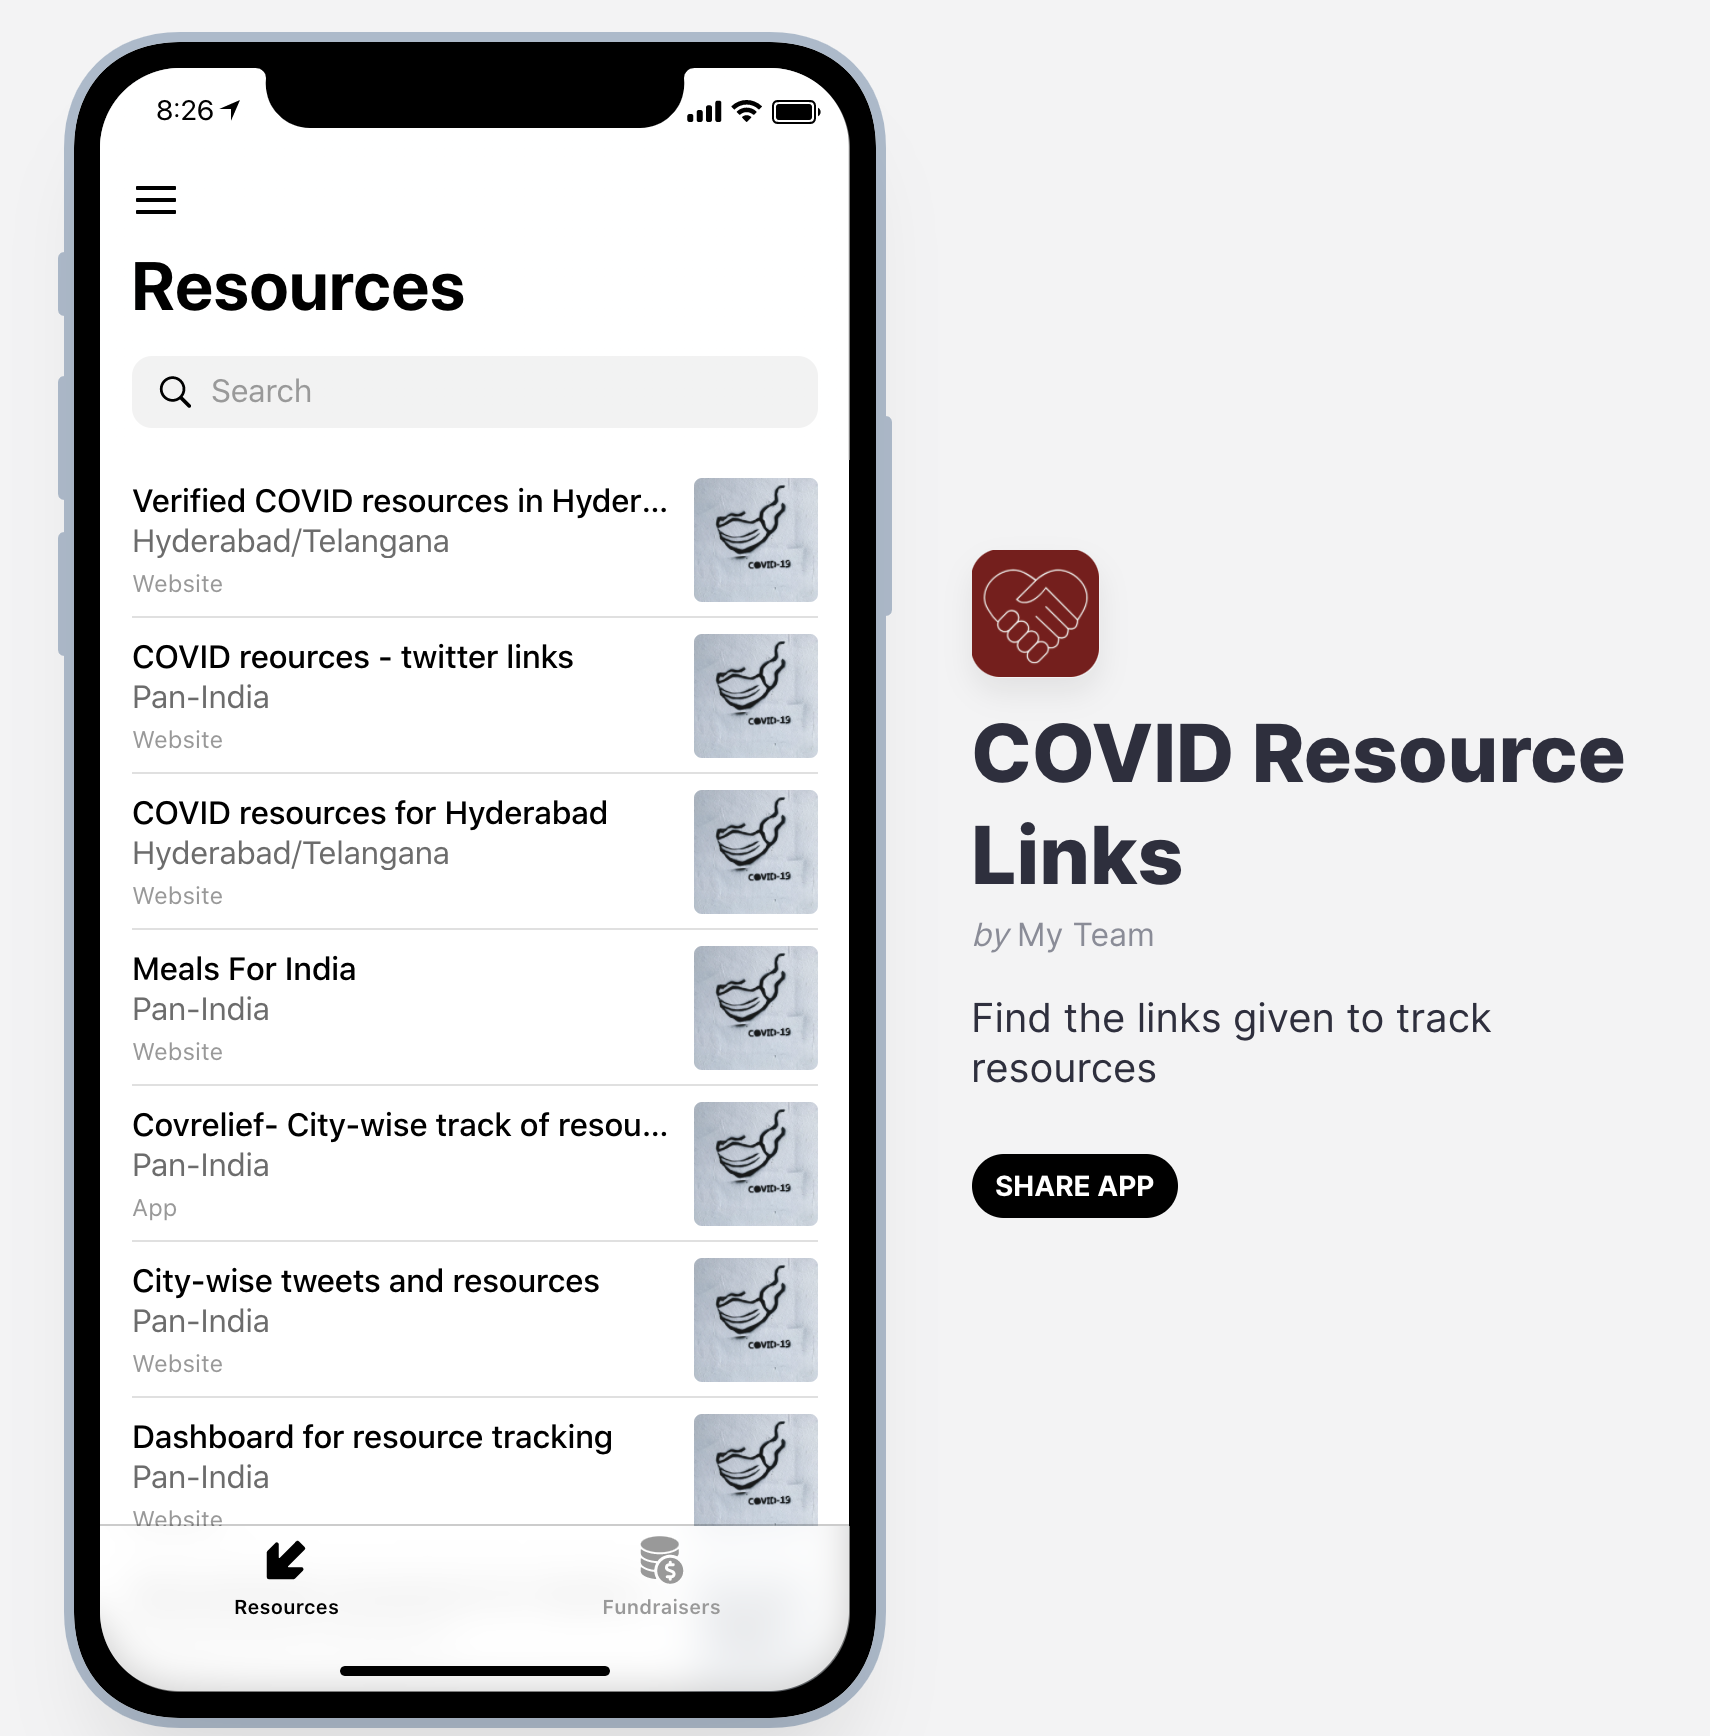 8:26
Resources
Search
Verified COVID resources in Hyder...
Hyderabad/Telangana
Website
COVID-19
COVID reources - twitter links
Pan-India
Website
COVID-19
COVID resources for Hyderabad
Hyderabad/Telangana
Website
COVID-19
Meals For India
Pan-India
Website
COVID-19
Covrelief- City-wise track of resou...
Pan-India
App
COVID-19
City-wise tweets and resources
Pan-India
Website
COVID-19
Dashboard for resource tracking
Pan-India
Website
COVID-19
Resources
Fundraisers
COVID Resource
Links
by My Team
Find the links given to track
resources
SHARE APP